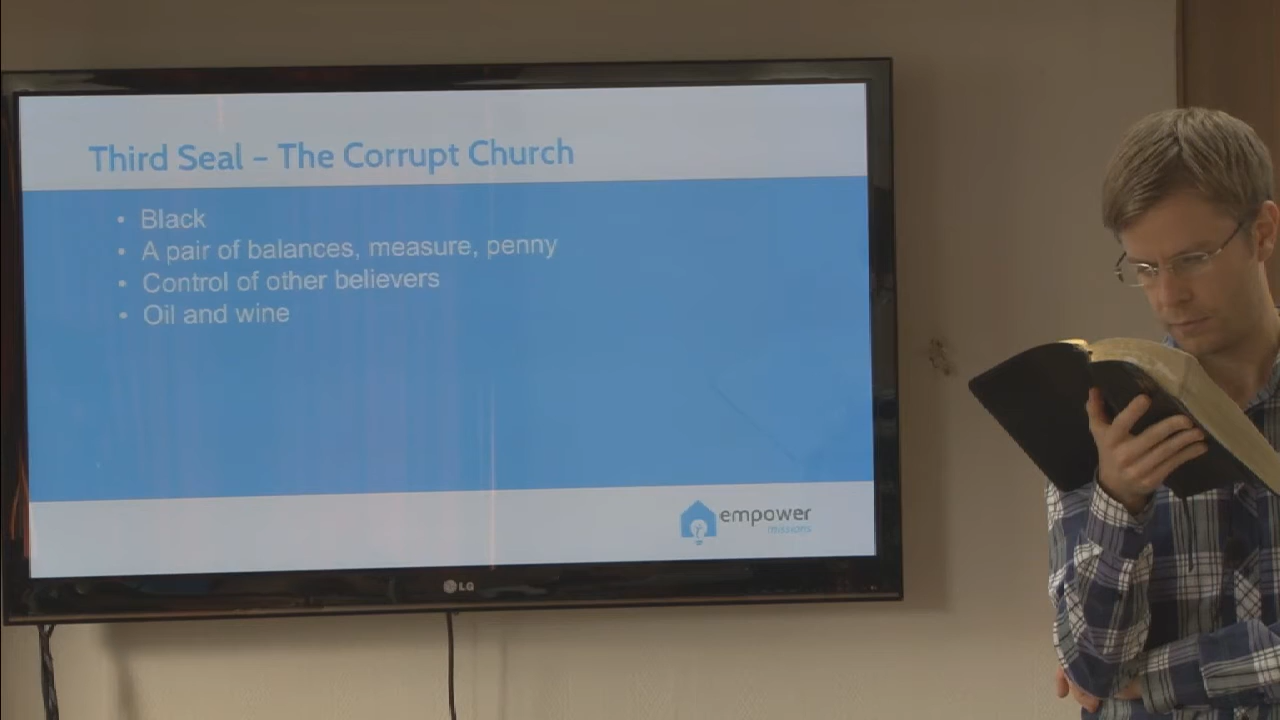 Third Seal – The Corrupt Church
• Black
• A pair of balances, measure, penny
• Control of other believers
• Oil and wine
empower
missions
LG